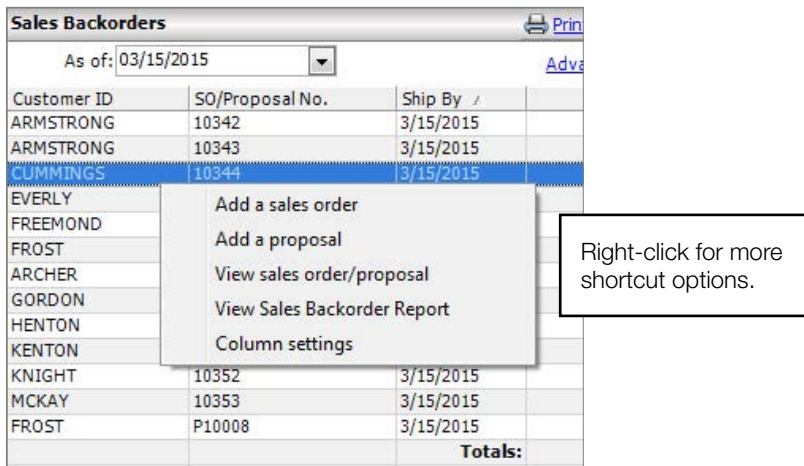 Sales Backorders Prin
As of: 03/15/2015 Adva
Customer ID SO/Proposal No. Ship By
ARMSTRONG 10342 3/15/2015
ARMSTRONG 10343 3/15/2015
CUMMINGS 10344 3/15/2015
EVERLY
Add a sales order
FREEMOND
Add a proposal
FROST
ARCHER
View sales order/proposal
GORDON
View Sales Backorder Report
HENTON
KENTON
Column settings
KNIGHT 10352 3/15/2015
MCKAY 10353 3/15/2015
FROST P10008 3/15/2015
Totals:
Right-click for more
shortcut options.